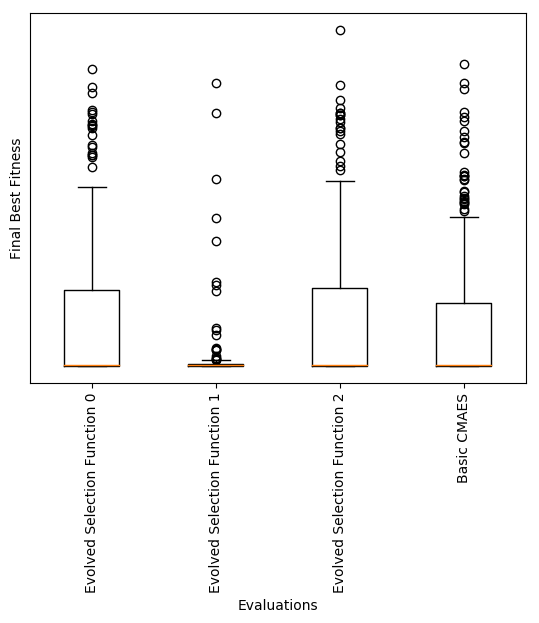 Final Best Fitness
Evolved Selection Function 0
Evolved Selection Function 1
Evolved Selection Function 2
Basic CMAES
Evaluations